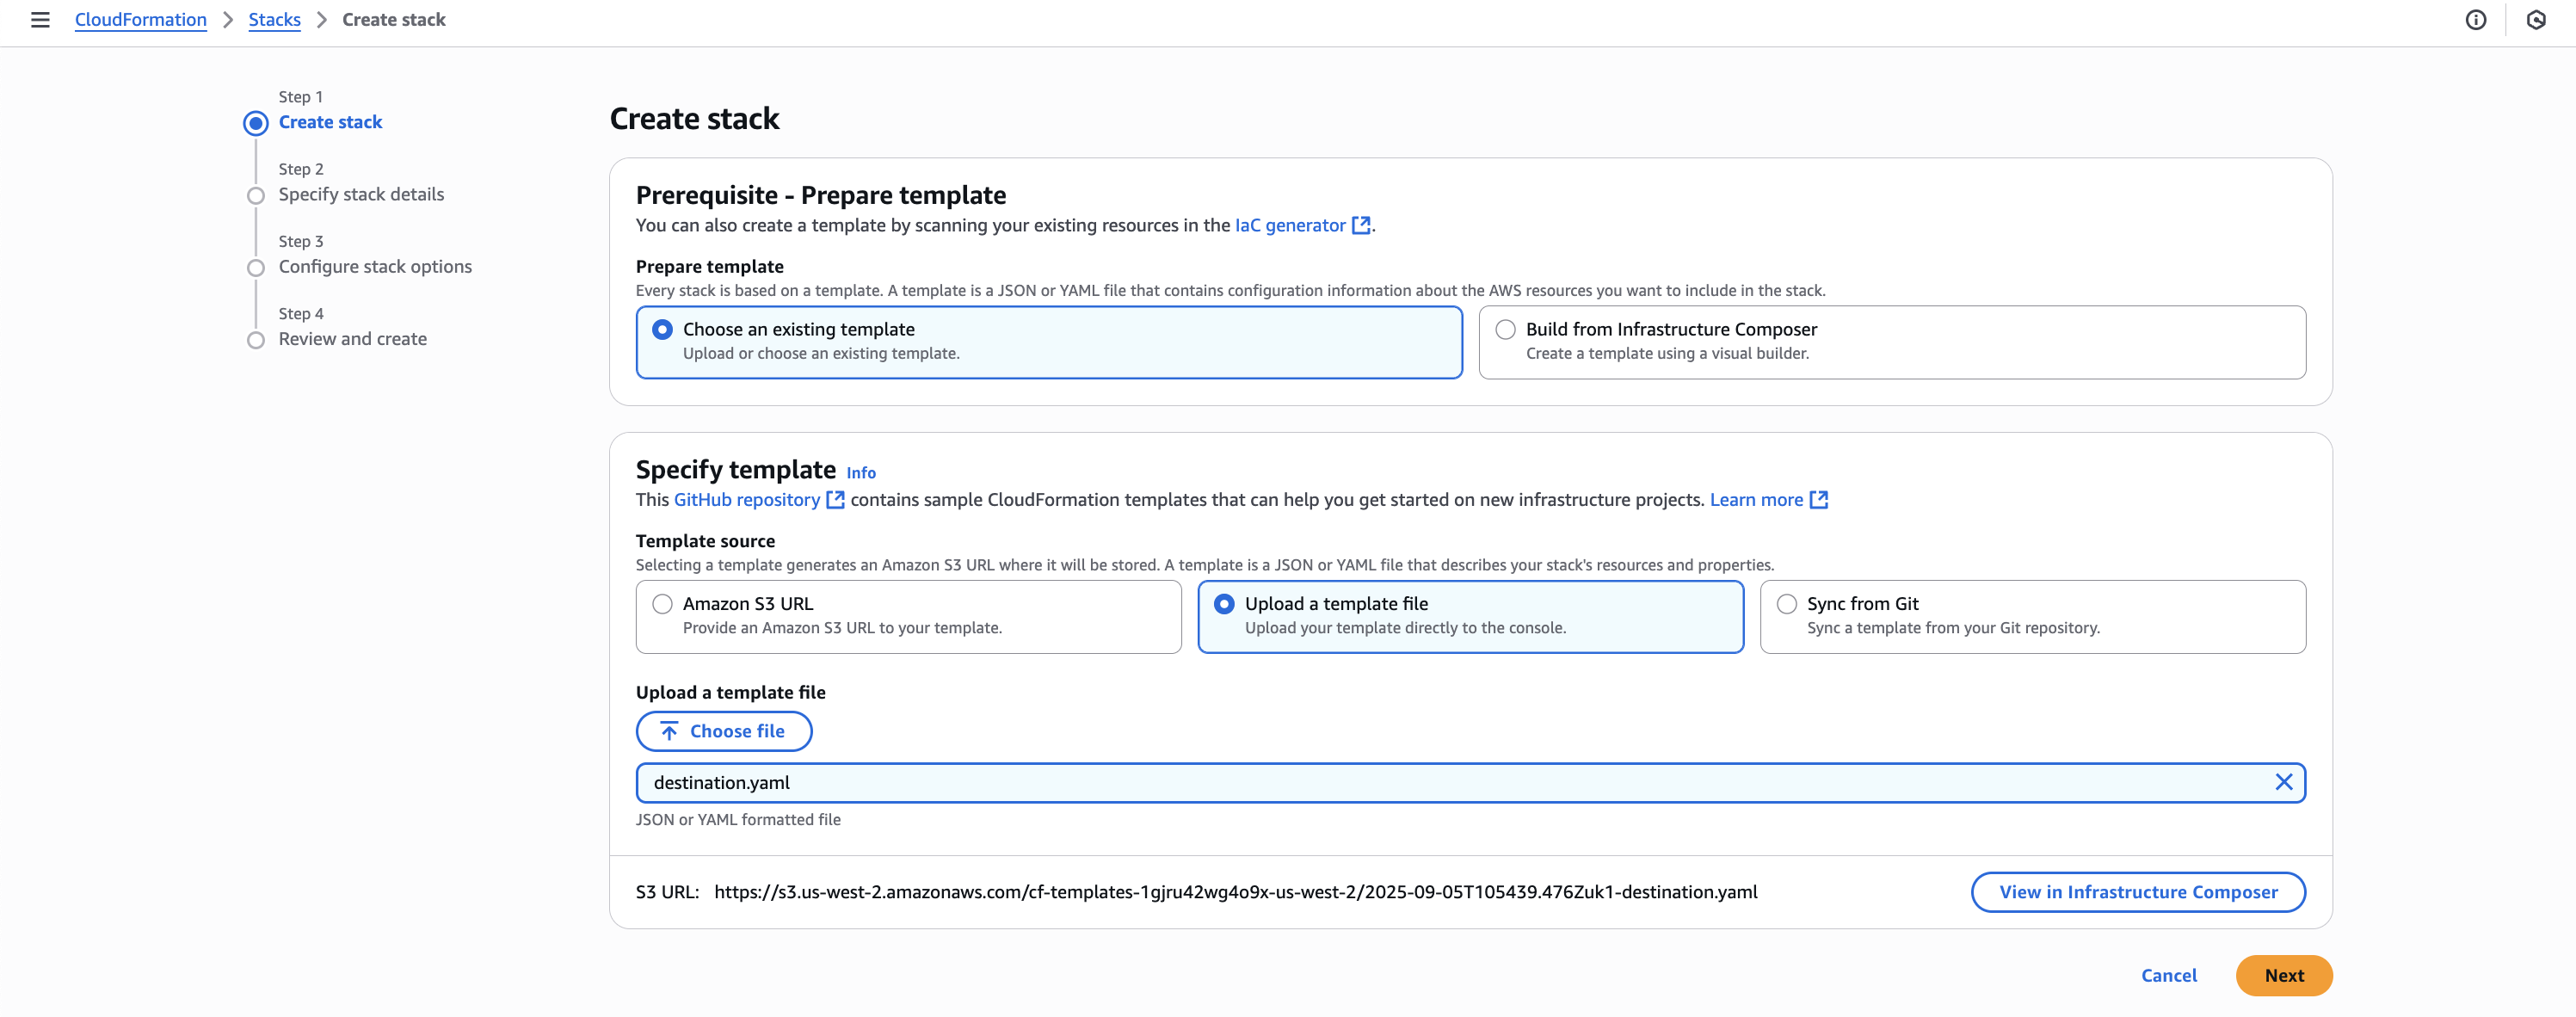 CloudFormation > Stacks > Create stack
Step 1
Create stack
Step 2
Specify stack details
Step 3
Configure stack options
Step 4
Review and create
Create stack
Prerequisite - Prepare template
You can also create a template by scanning your existing resources in the IaC generator.
Prepare template
Every stack is based on a template. A template is a JSON or YAML file that contains configuration information about the AWS resources you want to include in the stack.
Choose an existing template
Upload or choose an existing template.
Build from Infrastructure Composer
Create a template using a visual builder.
Specify template Info
This GitHub repository contains sample CloudFormation templates that can help you get started on new infrastructure projects. Learn more
Template source
Selecting a template generates an Amazon S3 URL where it will be stored. A template is a JSON or YAML file that describes your stack's resources and properties.
Amazon S3 URL
Provide an Amazon S3 URL to your template.
Upload a template file
Upload your template directly to the console.
Sync from Git
Sync a template from your Git repository.
Upload a template file
Choose file
destination.yaml
JSON or YAML formatted file
S3 URL: https://s3.us-west-2.amazonaws.com/cf-templates-1gjru42wg4o9x-us-west-2/2025-09-05T105439.476Zuk1-destination.yaml
View in Infrastructure Composer
Cancel
Next